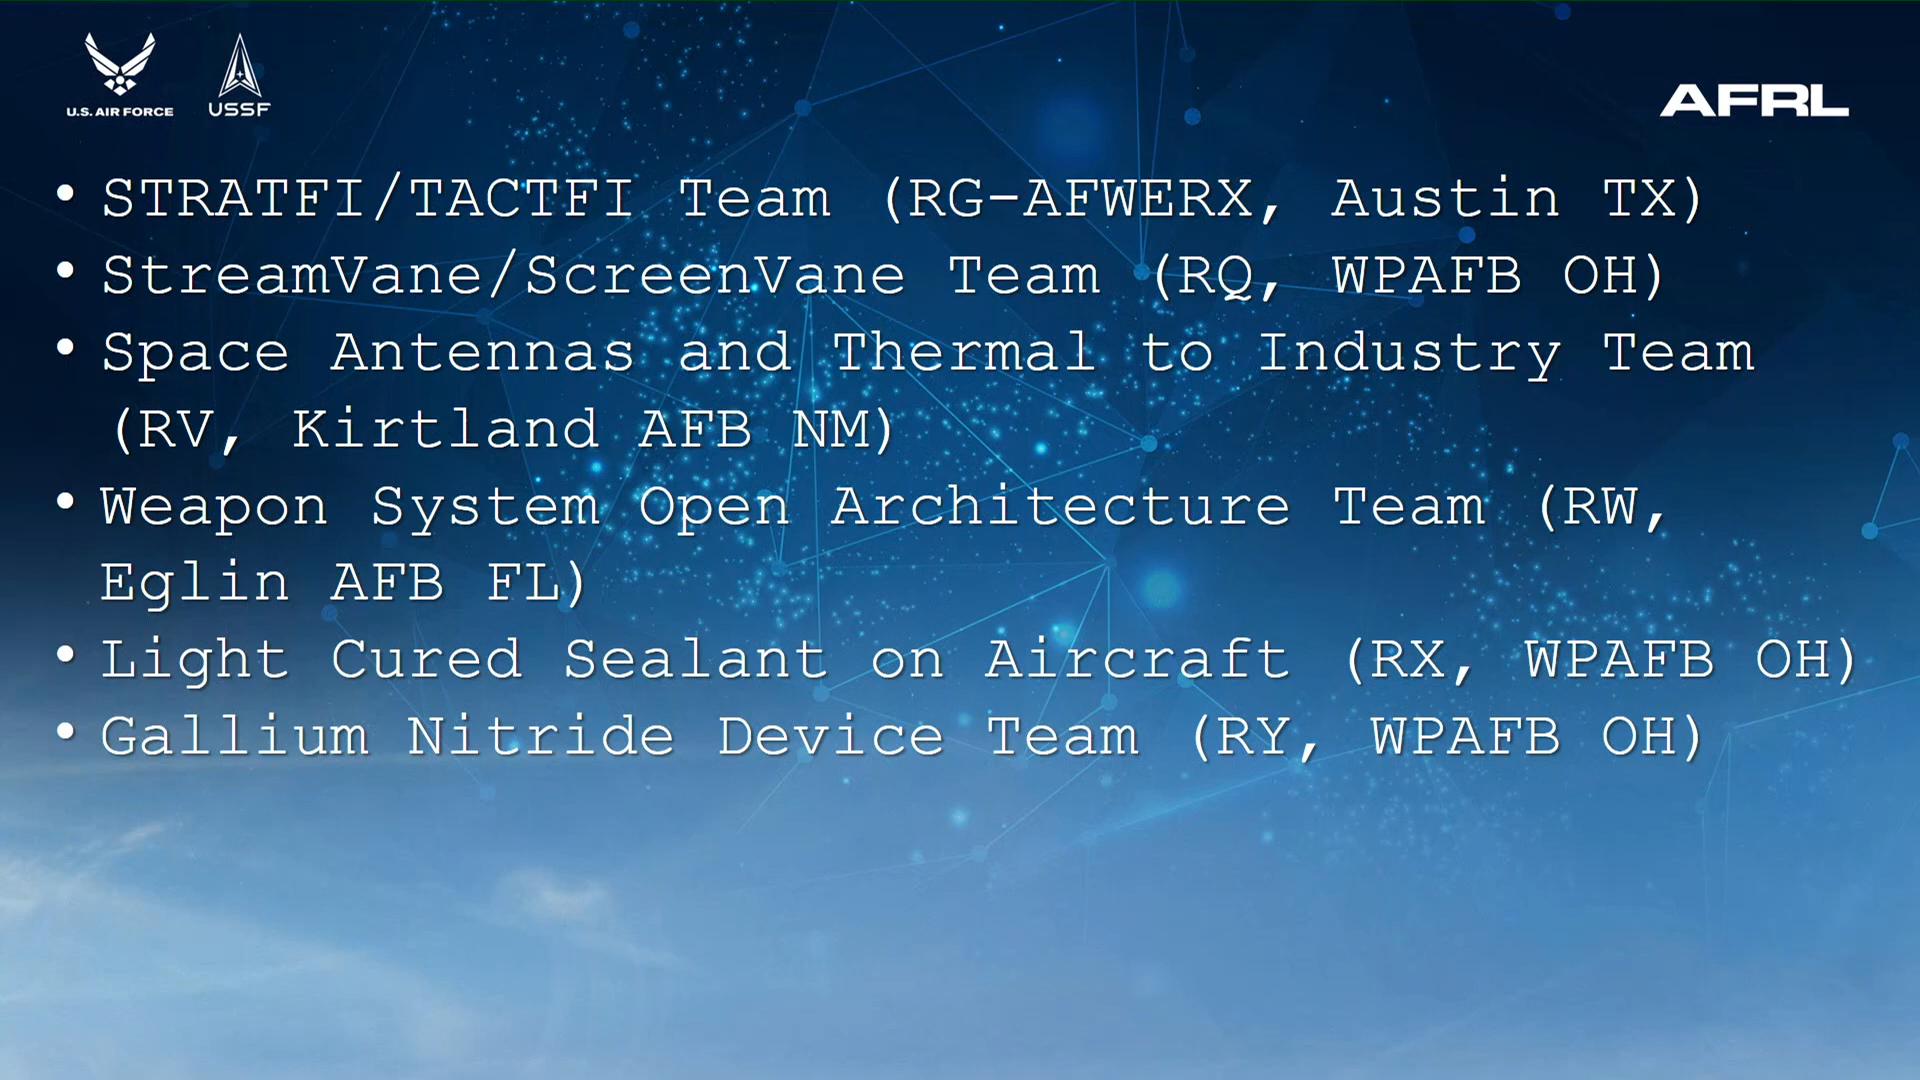 U.S. AIR FORCE
USSF
AFRL
• STRATFI/TACTFI Team (RG-AFWERX, Austin TX)
• StreamVane/ScreenVane Team (RQ, WPAFB OH)
• Space Antennas and Thermal to Industry Team
(RV, Kirtland AFB NM)
• Weapon System Open Architecture Team (RW,
Eglin AFB FL)
• Light Cured Sealant on Aircraft (RX, WPAFB OH)
• Gallium Nitride Device Team (RY, WPAFB OH)